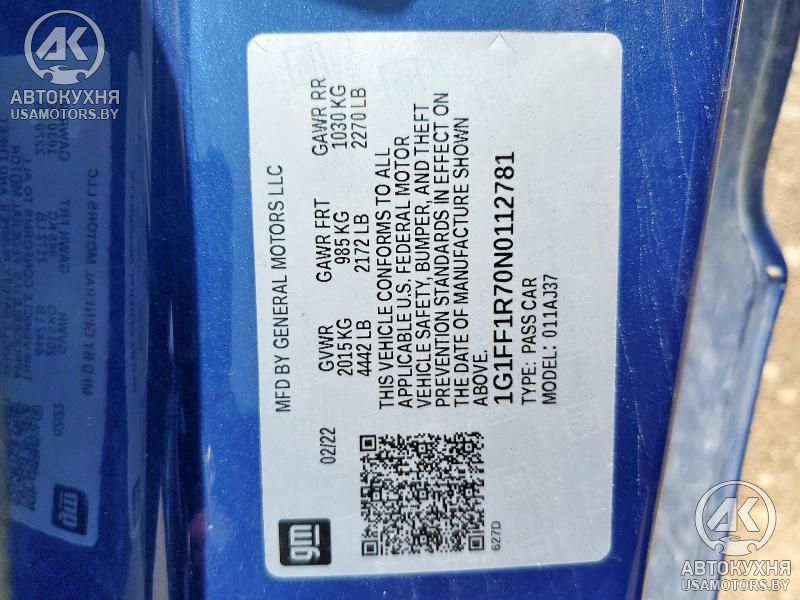 АВТОКУХНЯ
USAMOTORS.BY
gm
02/22
MFD BY GENERAL MOTORS LLC
GVWR
2015 KG
4442 LB
GAWR FRT
985 KG
2172 LB
GAWR RR
1030 KG
2270 LB
THIS VEHICLE CONFORMS TO ALL
APPLICABLE U.S. FEDERAL MOTOR
VEHICLE SAFETY, BUMPER, AND THEFT
PREVENTION STANDARDS IN EFFECT ON
THE DATE OF MANUFACTURE SHOWN
ABOVE.
1G1FF1R70N0112781
TYPE: PASS CAR
MODEL: 011AJ37
627D
АВТОКУХНЯ
USAMOTORS.BY